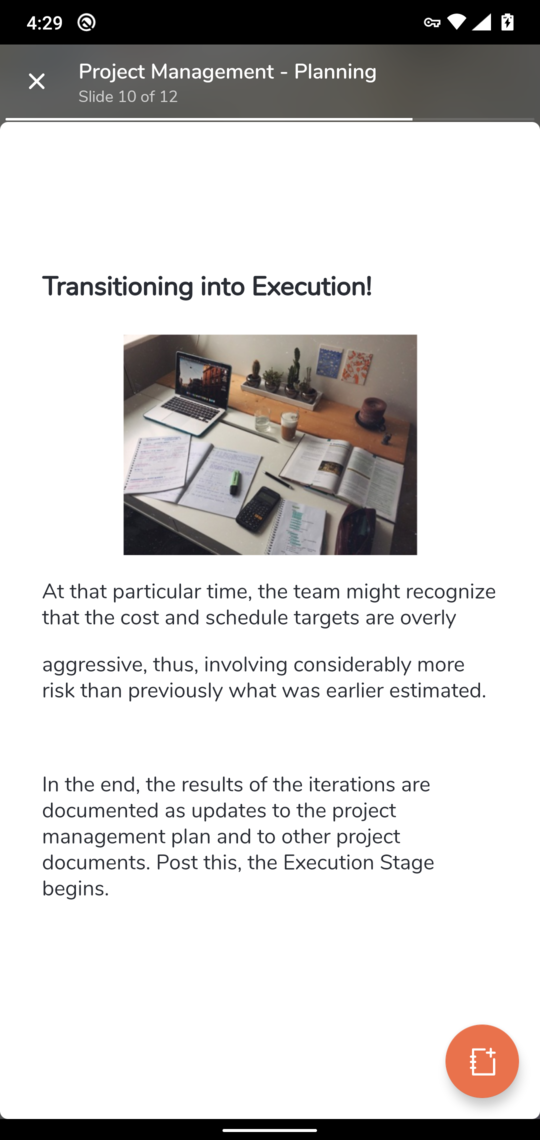 4:29
Project Management - Planning
Slide 10 of 12
Transitioning into Execution!
At that particular time, the team might recognize
that the cost and schedule targets are overly
aggressive, thus, involving considerably more
risk than previously what was earlier estimated.
In the end, the results of the iterations are
documented as updates to the project
management plan and to other project
documents. Post this, the Execution Stage
begins.